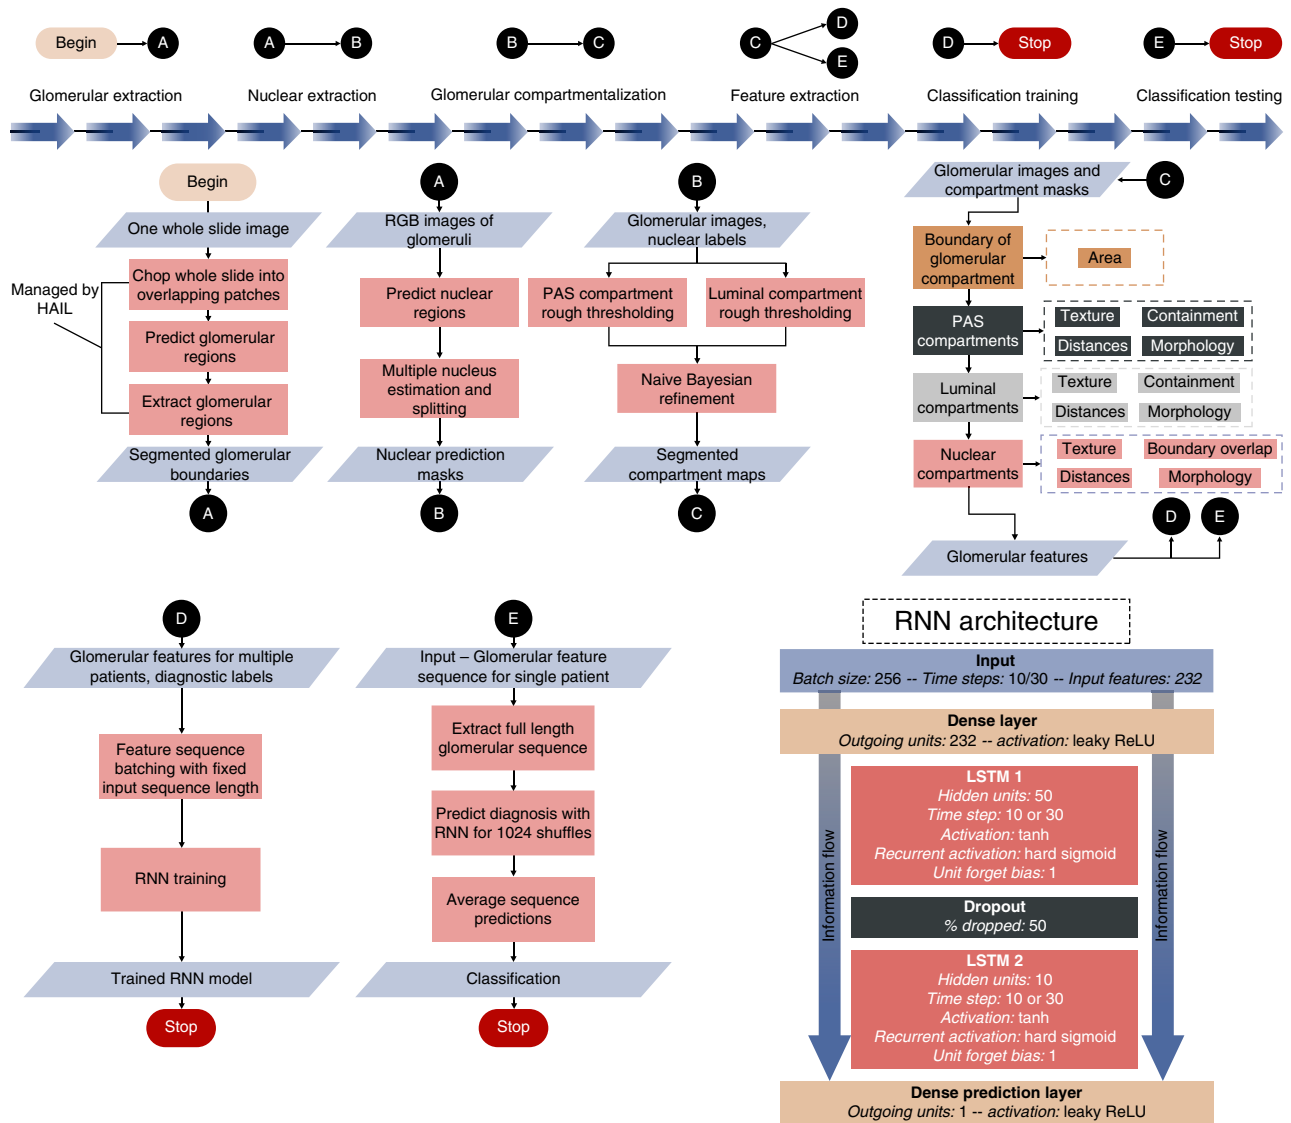 Begin
A
A
B
B
C
C
D
E
D
Stop
E
Stop
Glomerular extraction
Nuclear extraction
Glomerular compartmentalization
Feature extraction
Classification training
Classification testing
Begin
One whole slide image
Managed by
HAIL
Chop whole slide into
overlapping patches
Predict glomerular
regions
Extract glomerular
regions
Segmented glomerular
boundaries
A
A
RGB images of
glomeruli
Predict nuclear
regions
Multiple nucleus
estimation and
splitting
Nuclear prediction
masks
B
B
Glomerular images,
nuclear labels
PAS compartment
rough thresholding
Luminal compartment
rough thresholding
Naive Bayesian
refinement
Segmented
compartment maps
C
Glomerular images and
compartment masks
C
Boundary of
glomerular
compartment
Area
PAS
compartments
Texture
Containment
Distances
Morphology
Luminal
compartments
Texture
Containment
Distances
Morphology
Nuclear
compartments
Texture
Boundary overlap
Distances
Morphology
D
E
Glomerular features
D
Glomerular features for multiple
patients, diagnostic labels
Feature sequence
batching with fixed
input sequence length
RNN training
Trained RNN model
Stop
E
Input – Glomerular feature
sequence for single patient
Extract full length
glomerular sequence
Predict diagnosis with
RNN for 1024 shuffles
Average sequence
predictions
Classification
Stop
RNN architecture
Input
Batch size: 256 -- Time steps: 10/30 -- Input features: 232
Dense layer
Outgoing units: 232 -- activation: leaky ReLU
Information flow
LSTM 1
Hidden units: 50
Time step: 10 or 30
Activation: tanh
Recurrent activation: hard sigmoid
Unit forget bias: 1
Dropout
% dropped: 50
LSTM 2
Hidden units: 10
Time step: 10 or 30
Activation: tanh
Recurrent activation: hard sigmoid
Unit forget bias: 1
Information flow
Dense prediction layer
Outgoing units: 1 -- activation: leaky ReLU